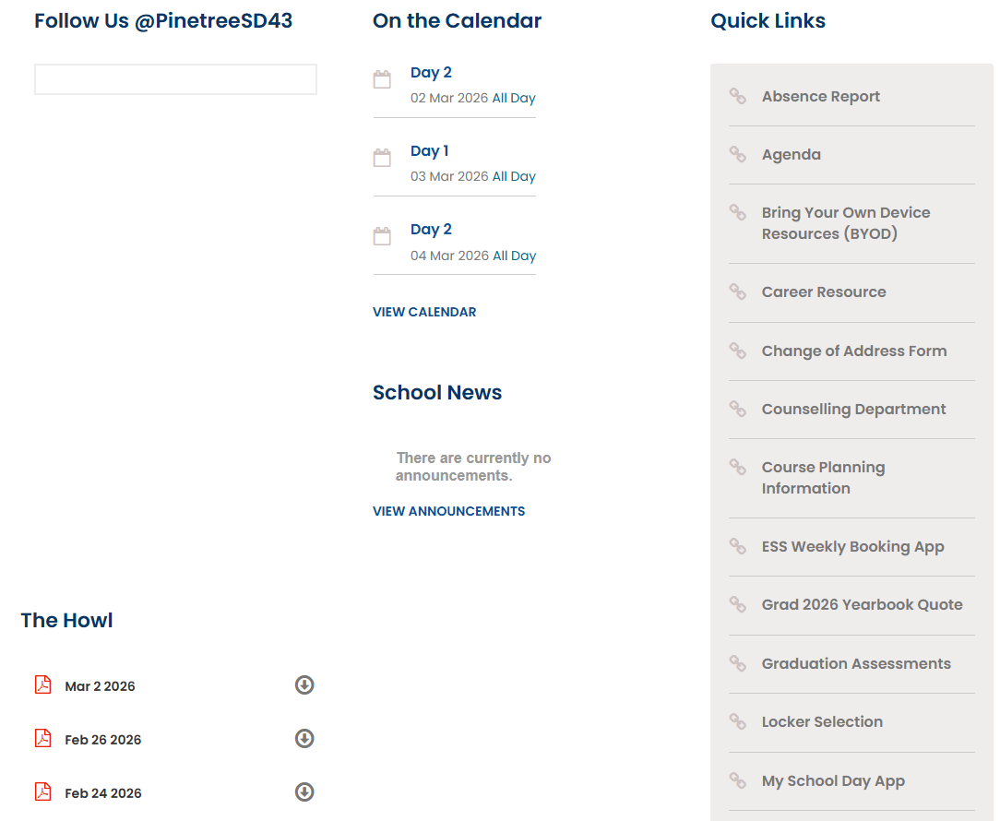 Follow Us @PinetreeSD43
On the Calendar
Day 2
02 Mar 2026 All Day
Day 1
03 Mar 2026 All Day
Day 2
04 Mar 2026 All Day
VIEW CALENDAR
School News
There are currently no
announcements.
VIEW ANNOUNCEMENTS
The Howl
Mar 2 2026
Feb 26 2026
Feb 24 2026
Quick Links
Absence Report
Agenda
Bring Your Own Device
Resources (BYOD)
Career Resource
Change of Address Form
Counselling Department
Course Planning
Information
ESS Weekly Booking App
Grad 2026 Yearbook Quote
Graduation Assessments
Locker Selection
My School Day App